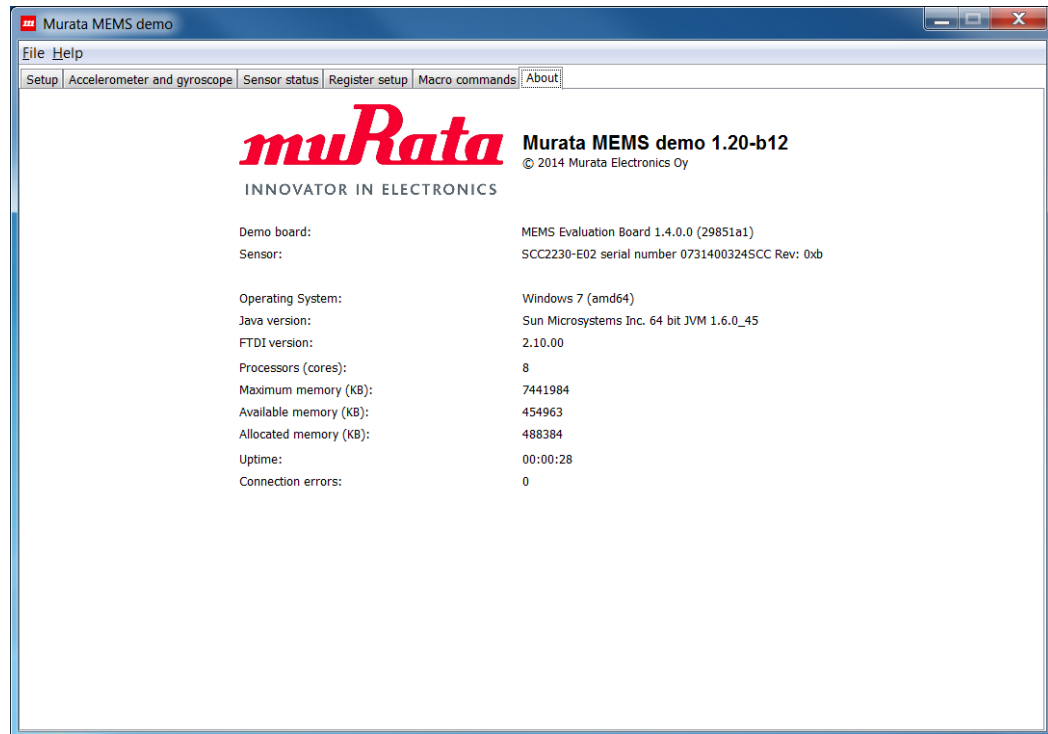 Murata MEMS demo
File Help
Setup Accelerometer and gyroscope Sensor status Register setup Macro commands About
muRata
INNOVATOR IN ELECTRONICS
Murata MEMS demo 1.20-b12
© 2014 Murata Electronics Oy
Demo board: MEMS Evaluation Board 1.4.0.0 (29851a1)
Sensor: SCC2230-E02 serial number 0731400324SCC Rev: 0xb
Operating System: Windows 7 (amd64)
Java version: Sun Microsystems Inc. 64 bit JVM 1.6.0_45
FTDI version: 2.10.00
Processors (cores): 8
Maximum memory (KB): 7441984
Available memory (KB): 454963
Allocated memory (KB): 488384
Uptime: 00:00:28
Connection errors: 0